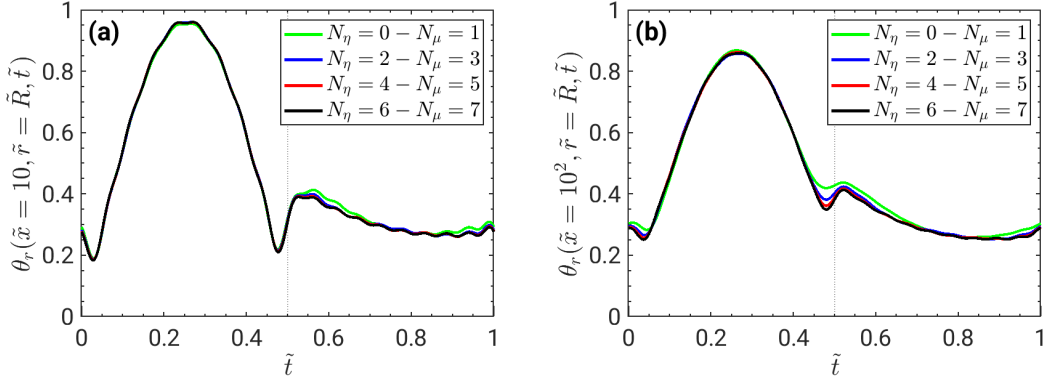 (a)
θ_r(x̃ = 10, r̃ = R̃, t̃)
1
0.8
0.6
0.4
0.2
0
N_η = 0 − N_μ = 1
N_η = 2 − N_μ = 3
N_η = 4 − N_μ = 5
N_η = 6 − N_μ = 7
0 0.2 0.4 0.6 0.8 1
t̃
(b)
θ_r(x̃ = 10², r̃ = R̃, t̃)
1
0.8
0.6
0.4
0.2
0
N_η = 0 − N_μ = 1
N_η = 2 − N_μ = 3
N_η = 4 − N_μ = 5
N_η = 6 − N_μ = 7
0 0.2 0.4 0.6 0.8 1
t̃